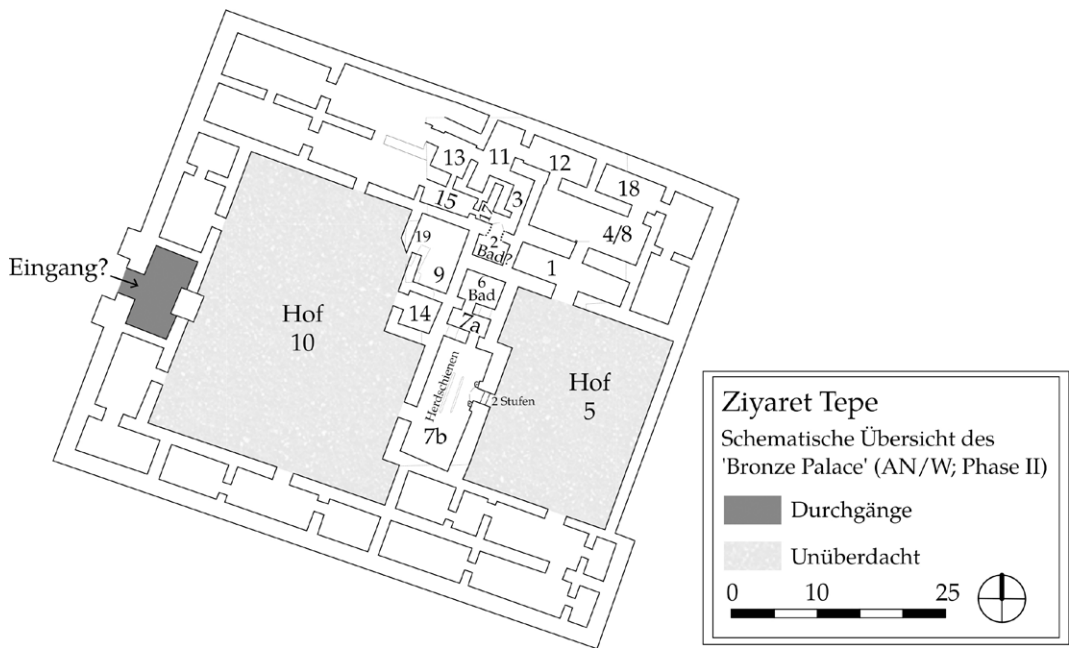 13
11
12
18
15
17
3
4/8
2
Bad?
19
9
1
Eingang?
6
Bad
14
7a
Hof
10
Hof
5
Herdschienen
2 Stufen
7b
Ziyaret Tepe
Schematische Übersicht des
'Bronze Palace' (AN/W; Phase II)
Durchgänge
Unüberdacht
0 10 25